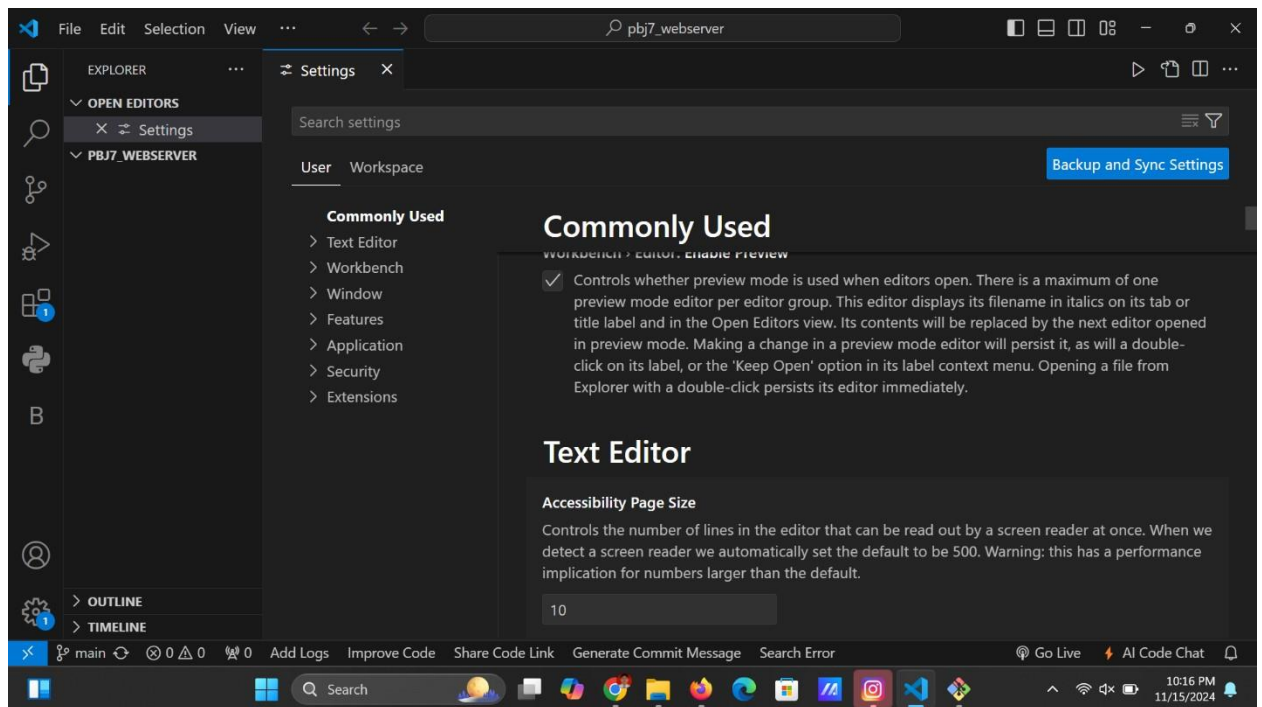 File Edit Selection View ··· pbj7_webserver
EXPLORER ···
Settings
OPEN EDITORS
Settings
PBJ7_WEBSERVER
Search settings
User Workspace
Backup and Sync Settings
Commonly Used
Text Editor
Workbench
Window
Features
Application
Security
Extensions
Commonly Used
Workbench › Editor: Enable Preview
Controls whether preview mode is used when editors open. There is a maximum of one
preview mode editor per editor group. This editor displays its filename in italics on its tab or
title label and in the Open Editors view. Its contents will be replaced by the next editor opened
in preview mode. Making a change in a preview mode editor will persist it, as will a double-
click on its label, or the 'Keep Open' option in its label context menu. Opening a file from
Explorer with a double-click persists its editor immediately.
Text Editor
Accessibility Page Size
Controls the number of lines in the editor that can be read out by a screen reader at once. When we
detect a screen reader we automatically set the default to be 500. Warning: this has a performance
implication for numbers larger than the default.
10
1
B
1
OUTLINE
TIMELINE
main 0 0 0 Add Logs Improve Code Share Code Link Generate Commit Message Search Error Go Live AI Code Chat
Search
10:16 PM
11/15/2024